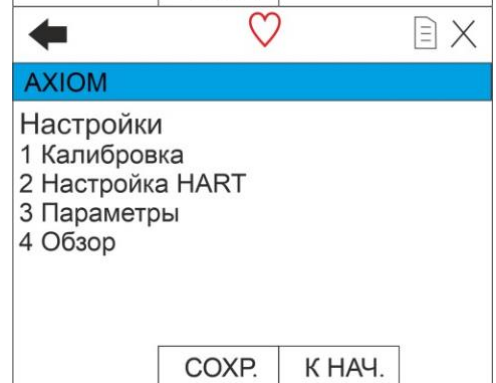 AXIOM
Настройки
1 Калибровка
2 Настройка HART
3 Параметры
4 Обзор
СОХР. К НАЧ.